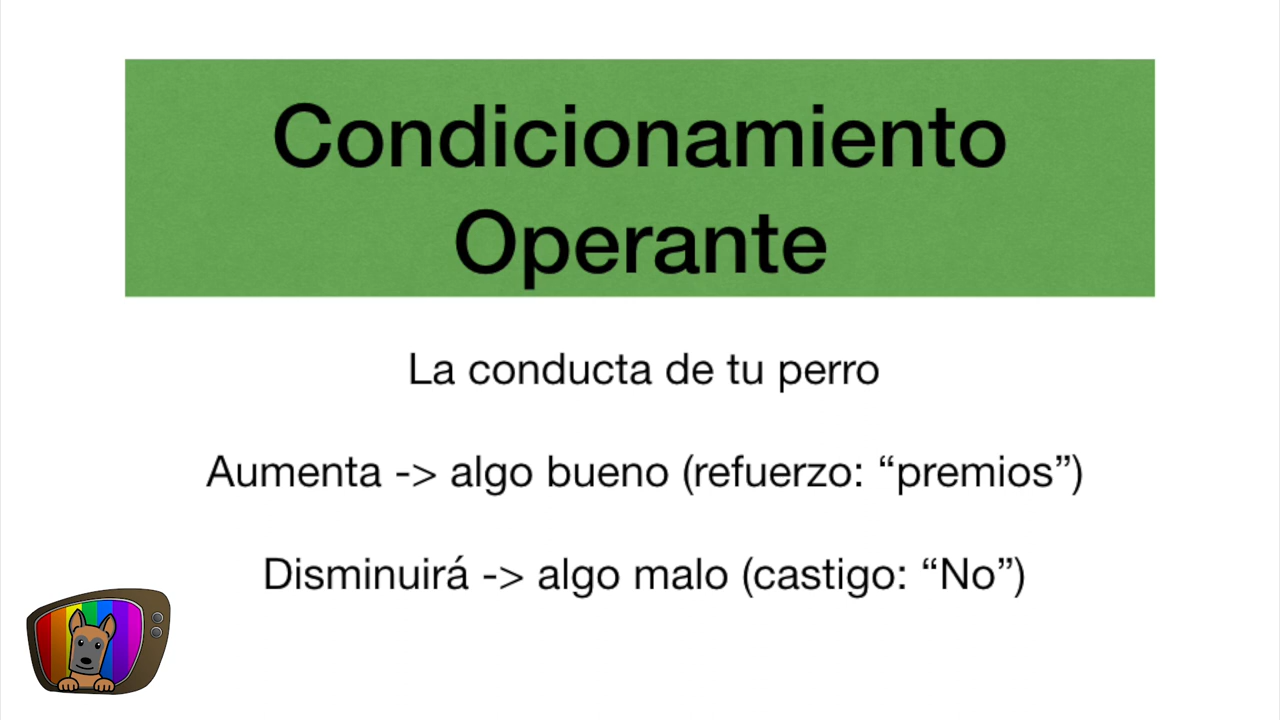 Condicionamiento
Operante
La conducta de tu perro
Aumenta -> algo bueno (refuerzo: “premios”)
Disminuirá -> algo malo (castigo: “No”)